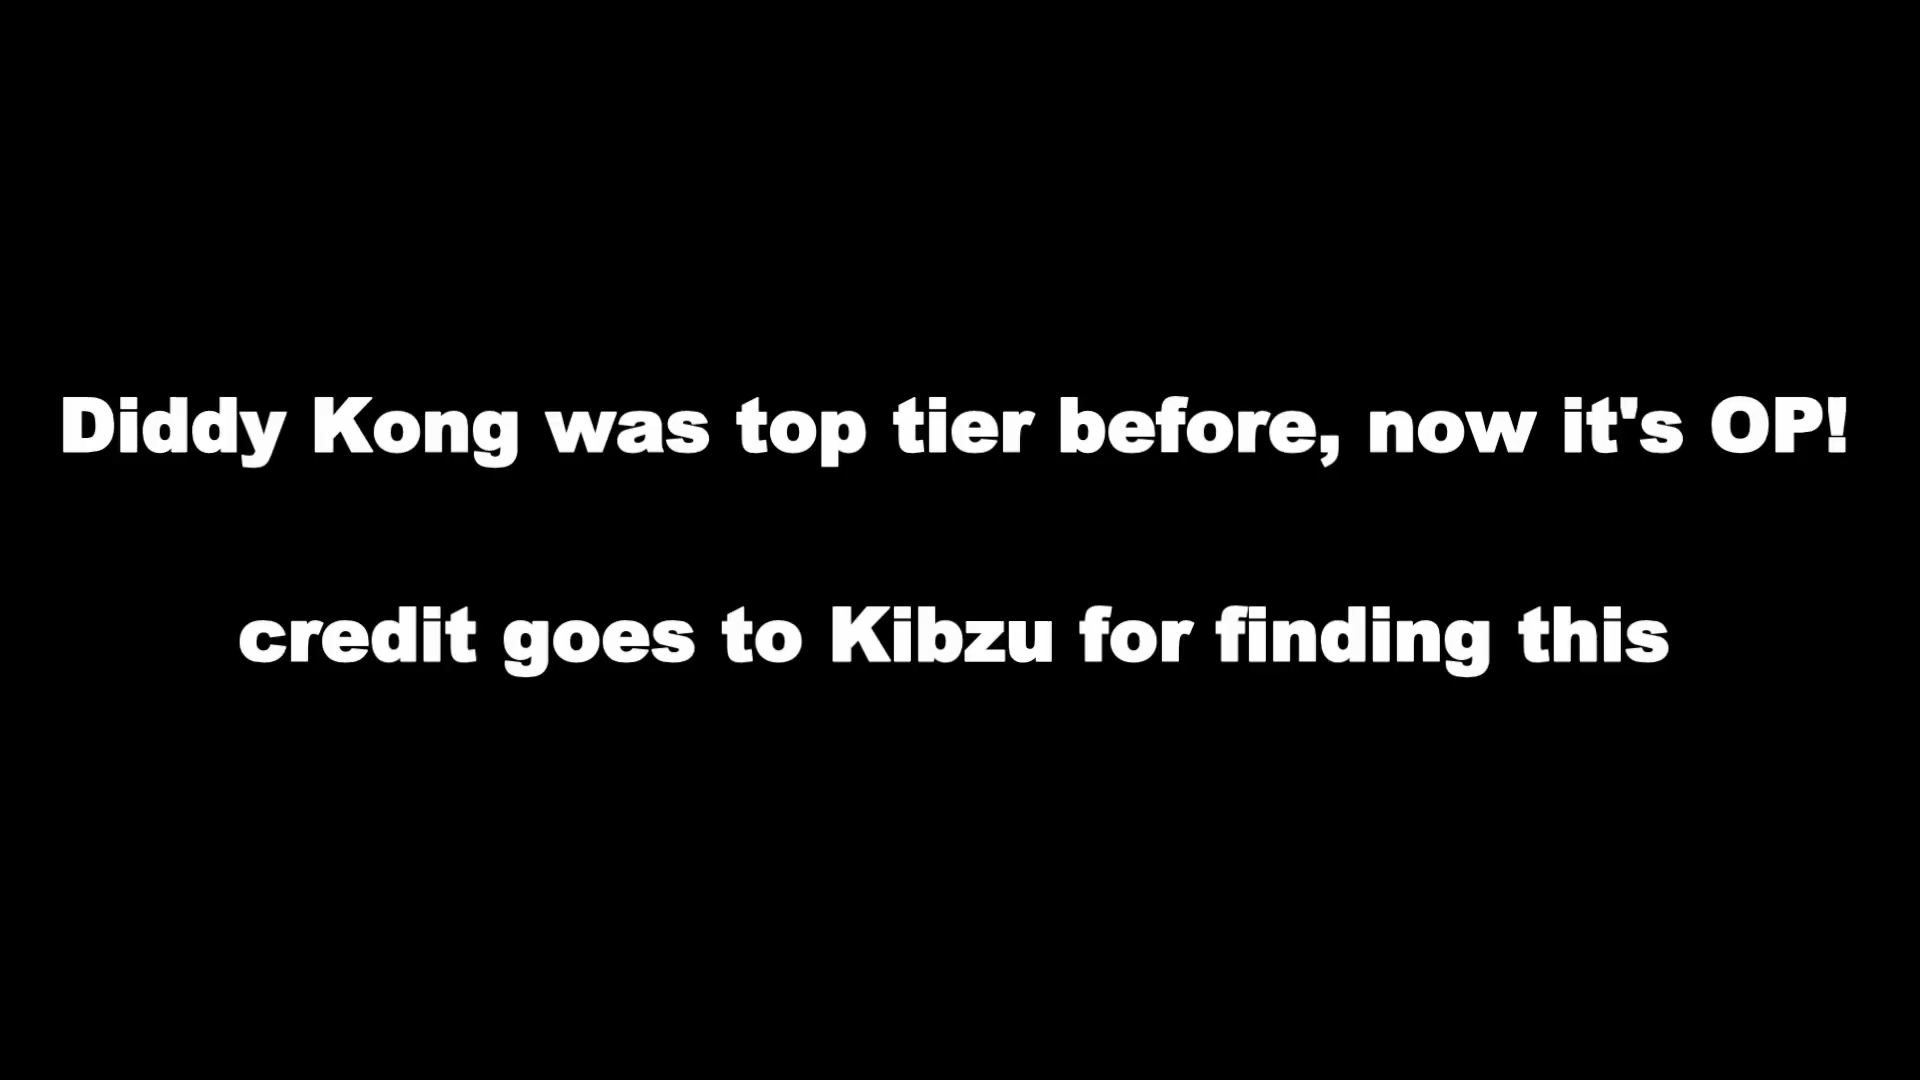 Diddy Kong was top tier before, now it's OP!
credit goes to Kibzu for finding this